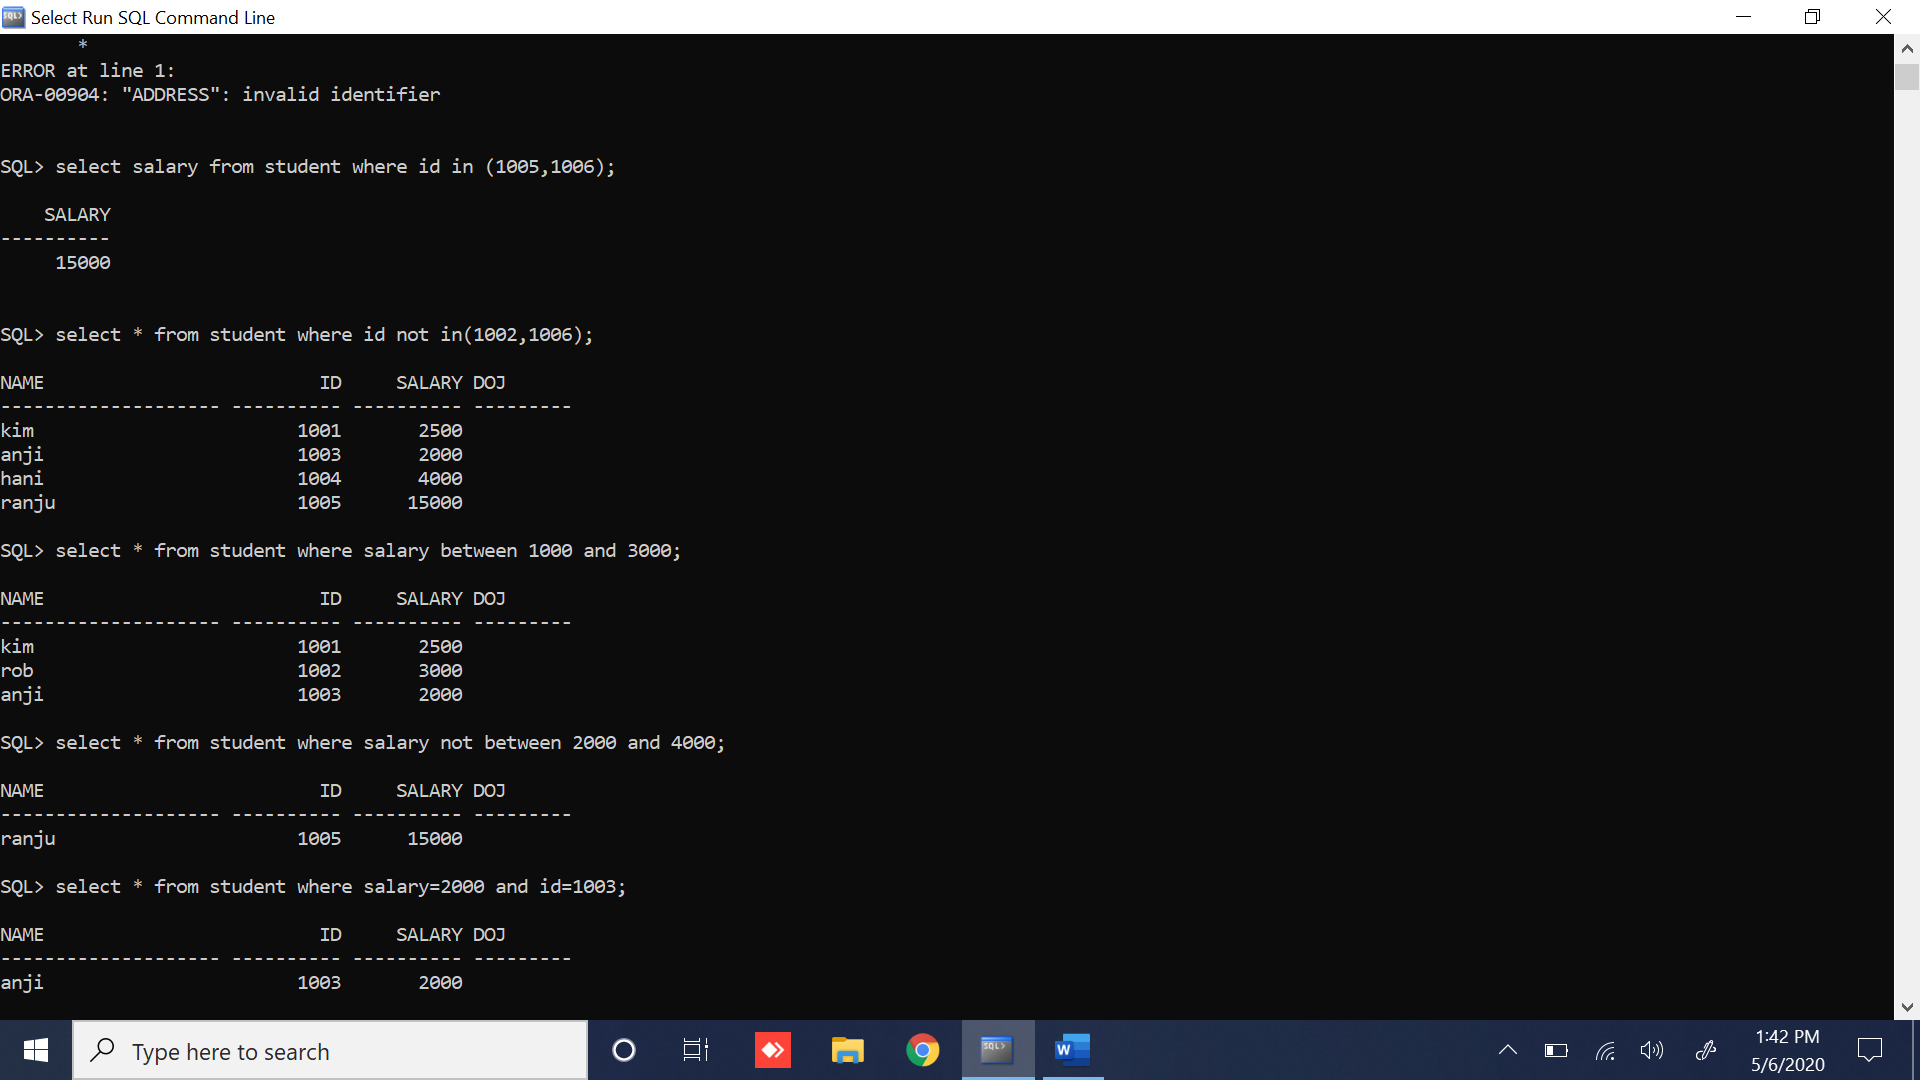 Select Run SQL Command Line
*
ERROR at line 1:
ORA-00904: "ADDRESS": invalid identifier
SQL> select salary from student where id in (1005,1006);
SALARY
----------
15000
SQL> select * from student where id not in(1002,1006);
NAME                         ID     SALARY DOJ
-------------------- ---------- ---------- ---------
kim                        1001       2500
anji                       1003       2000
hani                       1004       4000
ranju                      1005      15000
SQL> select * from student where salary between 1000 and 3000;
NAME                         ID     SALARY DOJ
-------------------- ---------- ---------- ---------
kim                        1001       2500
rob                        1002       3000
anji                       1003       2000
SQL> select * from student where salary not between 2000 and 4000;
NAME                         ID     SALARY DOJ
-------------------- ---------- ---------- ---------
ranju                      1005      15000
SQL> select * from student where salary=2000 and id=1003;
NAME                         ID     SALARY DOJ
-------------------- ---------- ---------- ---------
anji                       1003       2000
Type here to search
SQL>
W
1:42 PM
5/6/2020